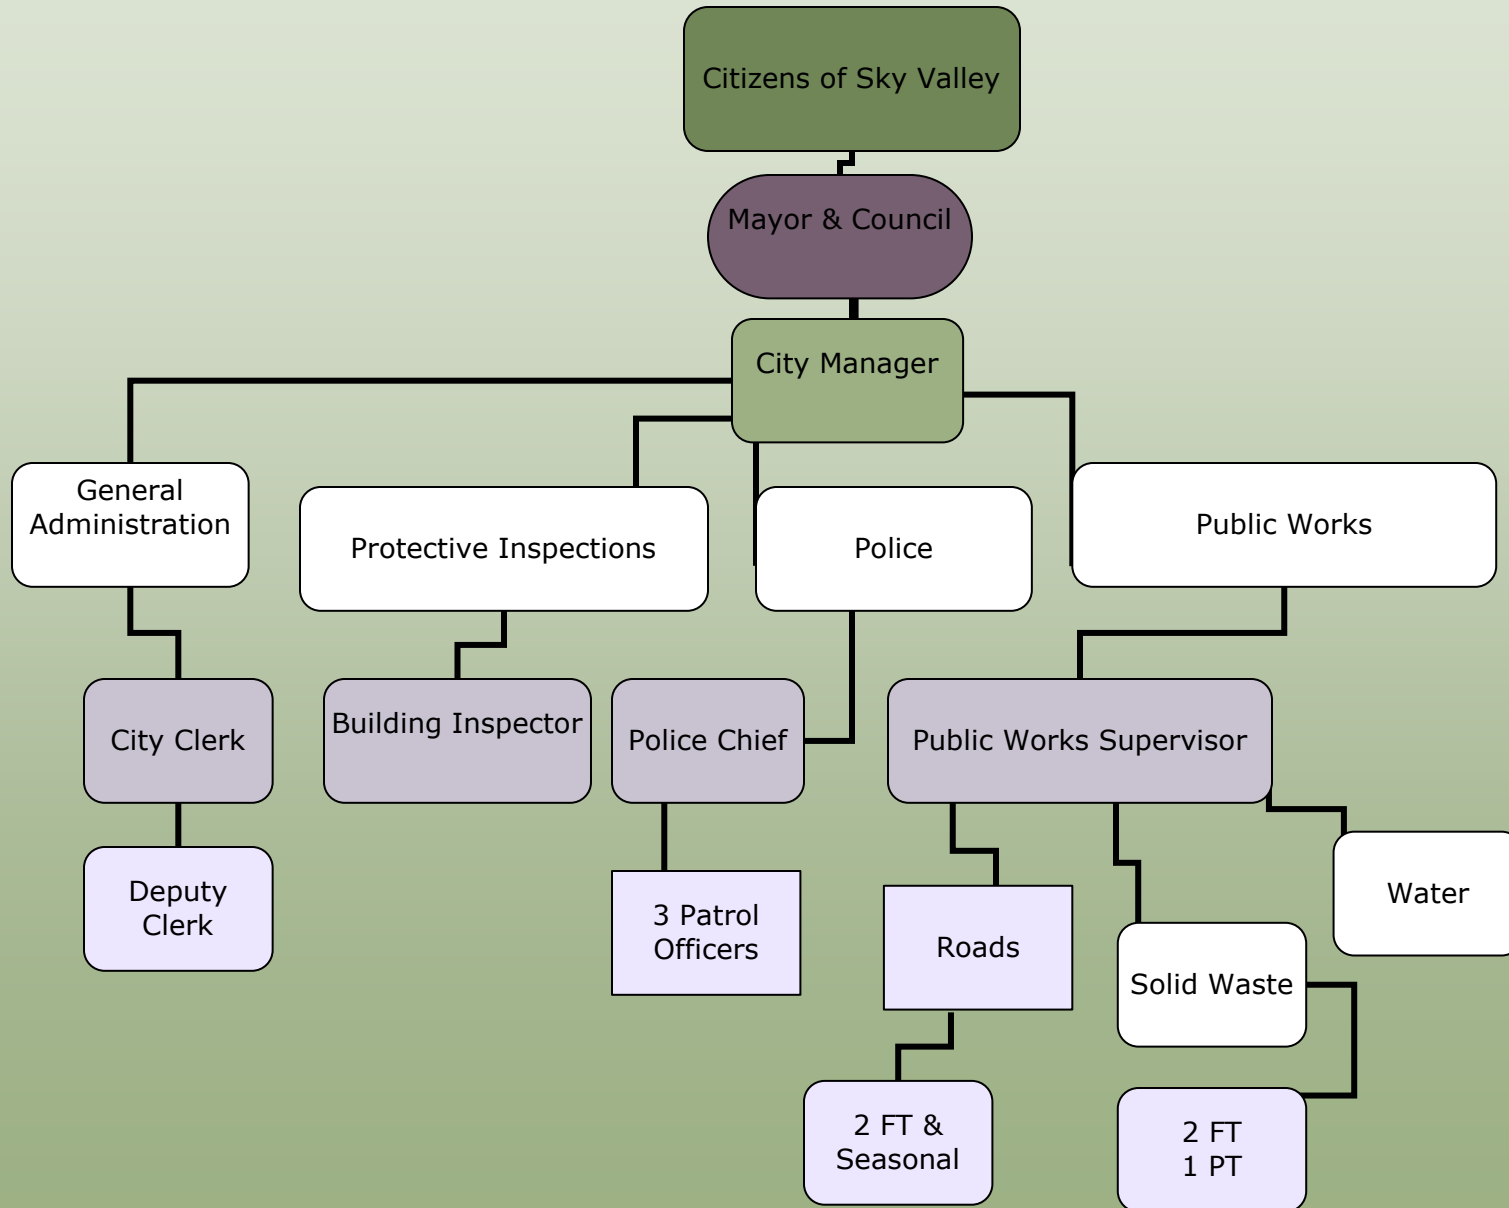 Citizens of Sky Valley
Mayor & Council
City Manager
General
Administration
Protective Inspections
Police
Public Works
City Clerk
Building Inspector
Police Chief
Public Works Supervisor
Deputy
Clerk
3 Patrol
Officers
Roads
Solid Waste
Water
2 FT &
Seasonal
2 FT
1 PT